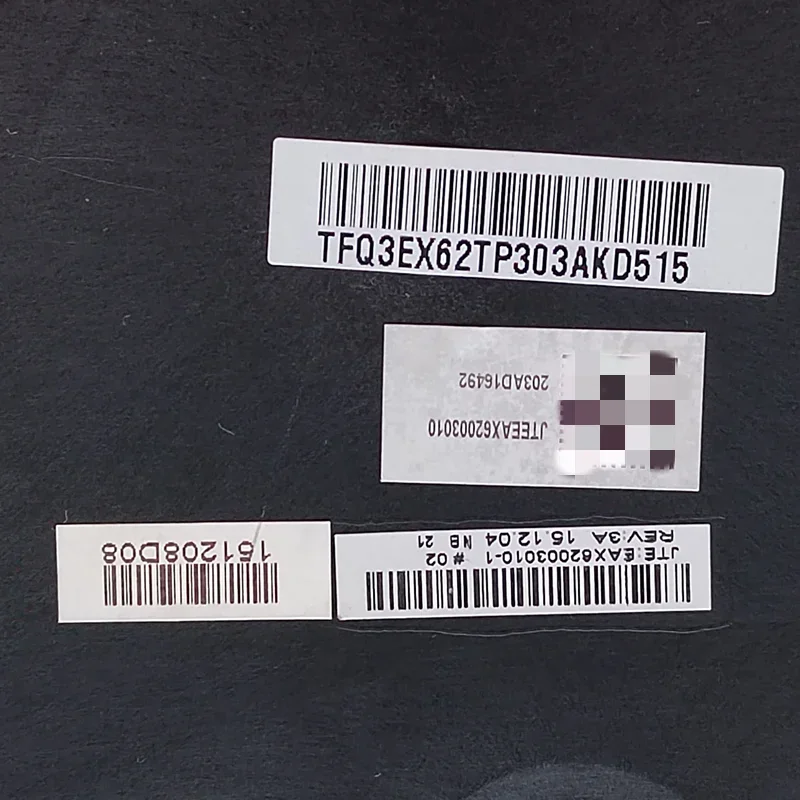 TFQ3EX62TP303AKD515
JTEEAX62003010
203AD16492
151208D08
JTE:EAX62003010-1 #02
REV:3A 15.12.04 NB 21